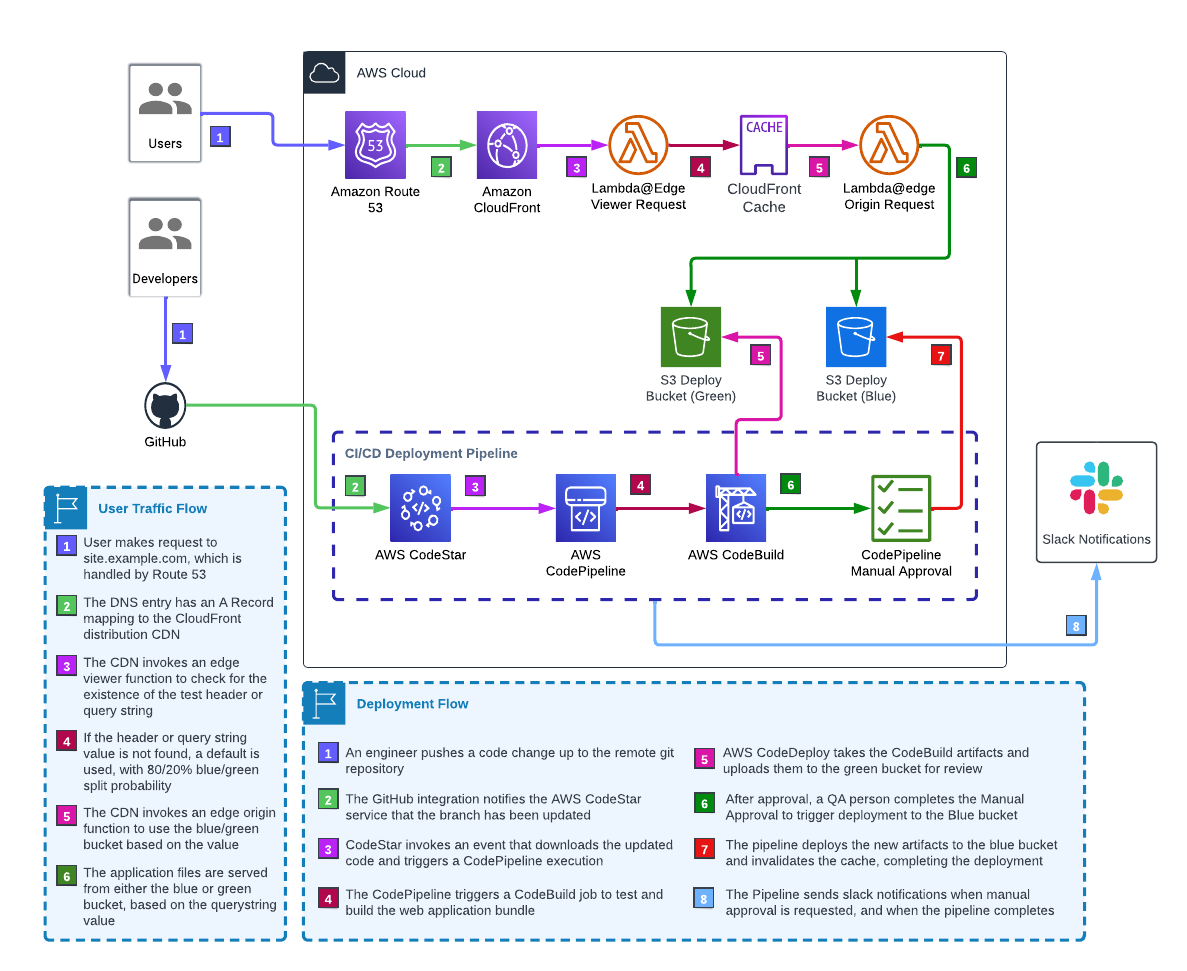 AWS Cloud
Users
1
53
Amazon Route
53
2
Amazon
CloudFront
3
Lambda@Edge
Viewer Request
4
CACHE
CloudFront
Cache
5
Lambda@edge
Origin Request
6
Developers
1
GitHub
S3 Deploy
Bucket (Green)
5
S3 Deploy
Bucket (Blue)
7
CI/CD Deployment Pipeline
2
AWS CodeStar
3
AWS
CodePipeline
4
AWS CodeBuild
6
CodePipeline
Manual Approval
Slack Notifications
8
User Traffic Flow
1 User makes request to
site.example.com, which is
handled by Route 53
2 The DNS entry has an A Record
mapping to the CloudFront
distribution CDN
3 The CDN invokes an edge
viewer function to check for the
existence of the test header or
query string
4 If the header or query string
value is not found, a default is
used, with 80/20% blue/green
split probability
5 The CDN invokes an edge origin
function to use the blue/green
bucket based on the value
6 The application files are served
from either the blue or green
bucket, based on the querystring
value
Deployment Flow
1 An engineer pushes a code change up to the remote git
repository
2 The GitHub integration notifies the AWS CodeStar
service that the branch has been updated
3 CodeStar invokes an event that downloads the updated
code and triggers a CodePipeline execution
4 The CodePipeline triggers a CodeBuild job to test and
build the web application bundle
5 AWS CodeDeploy takes the CodeBuild artifacts and
uploads them to the green bucket for review
6 After approval, a QA person completes the Manual
Approval to trigger deployment to the Blue bucket
7 The pipeline deploys the new artifacts to the blue bucket
and invalidates the cache, completing the deployment
8 The Pipeline sends slack notifications when manual
approval is requested, and when the pipeline completes